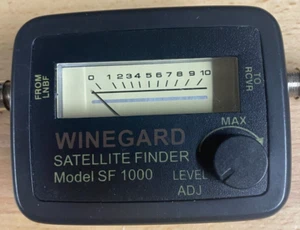 FROM
LNBF
0 1 2 3 4 5 6 7 8 9 10
TO
RCVR
WINEGARD
SATELLITE FINDER
Model SF 1000
MAX
LEVEL
ADJ